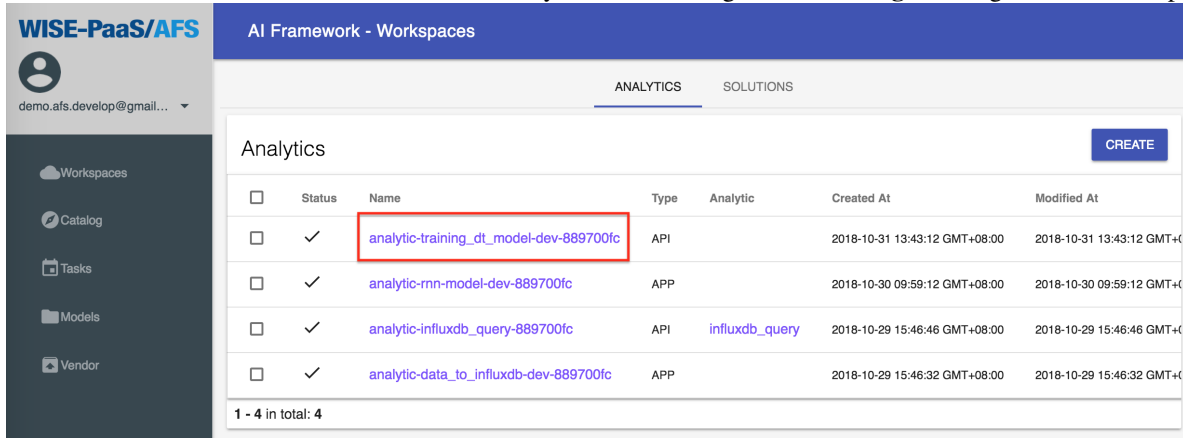 WISE-PaaS/AFS
AI Framework - Workspaces
demo.afs.develop@gmail...
ANALYTICS SOLUTIONS
Analytics
CREATE
Workspaces
Catalog
Tasks
Models
Vendor
Status Name Type Analytic Created At Modified At
analytic-training_dt_model-dev-889700fc API 2018-10-31 13:43:12 GMT+08:00 2018-10-31 13:43:12 GMT+
analytic-rnn-model-dev-889700fc APP 2018-10-30 09:59:12 GMT+08:00 2018-10-30 09:59:12 GMT+
analytic-influxdb_query-889700fc API influxdb_query 2018-10-29 15:46:46 GMT+08:00 2018-10-29 15:46:46 GMT+
analytic-data_to_influxdb-dev-889700fc APP 2018-10-29 15:46:32 GMT+08:00 2018-10-29 15:46:32 GMT+
1 - 4 in total: 4